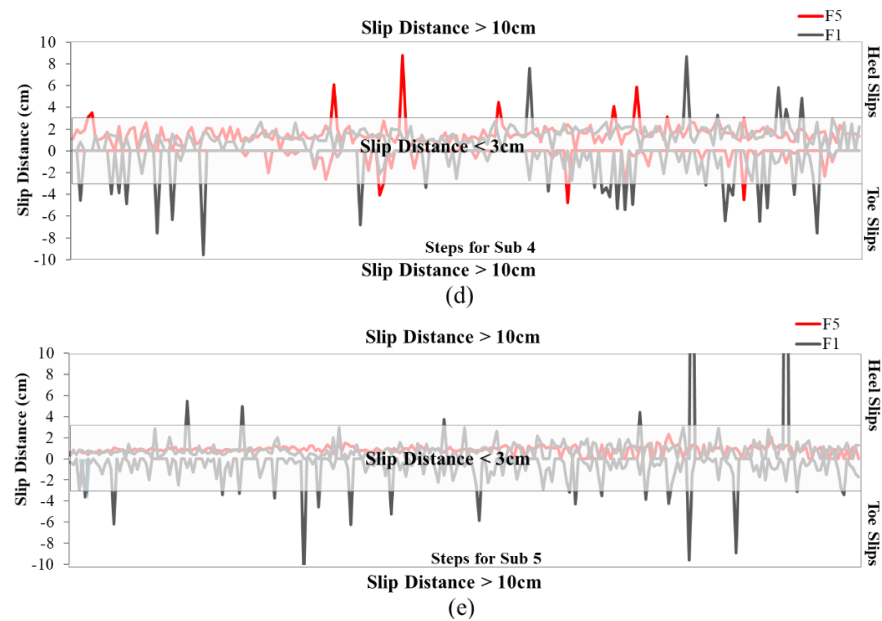 Slip Distance > 10cm
F5
F1
10
8
6
4
2
0
-2
-4
-6
-8
-10
Slip Distance (cm)
Heel Slips
Toe Slips
Slip Distance < 3cm
Steps for Sub 4
Slip Distance > 10cm
(d)
Slip Distance > 10cm
F5
F1
10
8
6
4
2
0
-2
-4
-6
-8
-10
Slip Distance (cm)
Heel Slips
Toe Slips
Slip Distance < 3cm
Steps for Sub 5
Slip Distance > 10cm
(e)